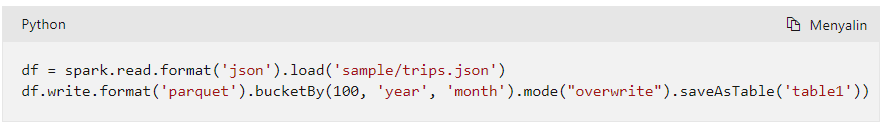 Python
Menyalin
df = spark.read.format('json').load('sample/trips.json')
df.write.format('parquet').bucketBy(100, 'year', 'month').mode("overwrite").saveAsTable('table1'))